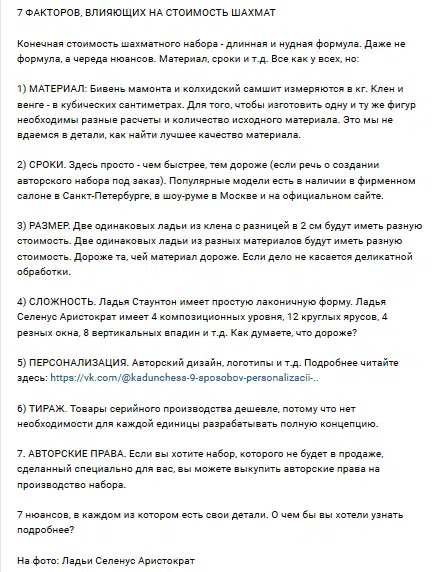 7 ФАКТОРОВ, ВЛИЯЮЩИХ НА СТОИМОСТЬ ШАХМАТ
Конечная стоимость шахматного набора - длинная и нудная формула. Даже не
формула, а череда нюансов. Материал, сроки и т.д. Все как у всех, но:
1) МАТЕРИАЛ: Бивень мамонта и колхидский самшит измеряются в кг. Клен и
венге - в кубических сантиметрах. Для того, чтобы изготовить одну и ту же фигур
необходимы разные расчеты и количество исходного материала. Это мы не
вдаемся в детали, как найти лучшее качество материала.
2) СРОКИ. Здесь просто - чем быстрее, тем дороже (если речь о создании
авторского набора под заказ). Популярные модели есть в наличии в фирменном
салоне в Санкт-Петербурге, в шоу-руме в Москве и на официальном сайте.
3) РАЗМЕР. Две одинаковых ладьи из клена с разницей в 2 см будут иметь разную
стоимость. Две одинаковых ладьи из разных материалов будут иметь разную
стоимость. Дороже та, чей материал дороже. Если дело не касается деликатной
обработки.
4) СЛОЖНОСТЬ. Ладья Стаунтон имеет простую лаконичную форму. Ладья
Селенус Аристократ имеет 4 композиционных уровня, 12 круглых ярусов, 4
резных окна, 8 вертикальных впадин и т.д. Как думаете, что дороже?
5) ПЕРСОНАЛИЗАЦИЯ. Авторский дизайн, логотипы и т.д. Подробнее читайте
здесь: https://vk.com/@kadunchess-9-sposobov-personalizacii-..
6) ТИРАЖ. Товары серийного производства дешевле, потому что нет
необходимости для каждой единицы разрабатывать полную концепцию.
7. АВТОРСКИЕ ПРАВА. Если вы хотите набор, которого не будет в продаже,
сделанный специально для вас, вы можете выкупить авторские права на
производство набора.
7 нюансов, в каждом из котором есть свои детали. О чем бы вы хотели узнать
подробнее?
На фото: Ладьи Селенус Аристократ